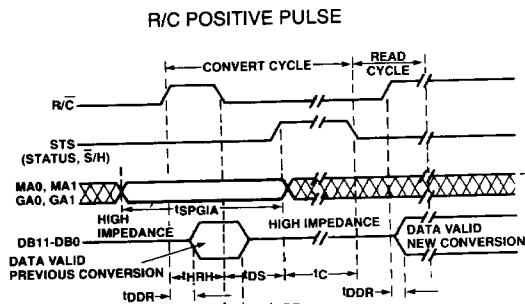 R/C POSITIVE PULSE
CONVERT CYCLE
READ
CYCLE
R/C̅
STS
(STATUS, S̅/H)
MA0, MA1
GA0, GA1
tSPGIA
HIGH
IMPEDANCE
HIGH IMPEDANCE
DATA VALID
NEW CONVERSION
DB11-DB0
DATA VALID
PREVIOUS CONVERSION
tHRH
tDS
tC
tDDR
tDDR